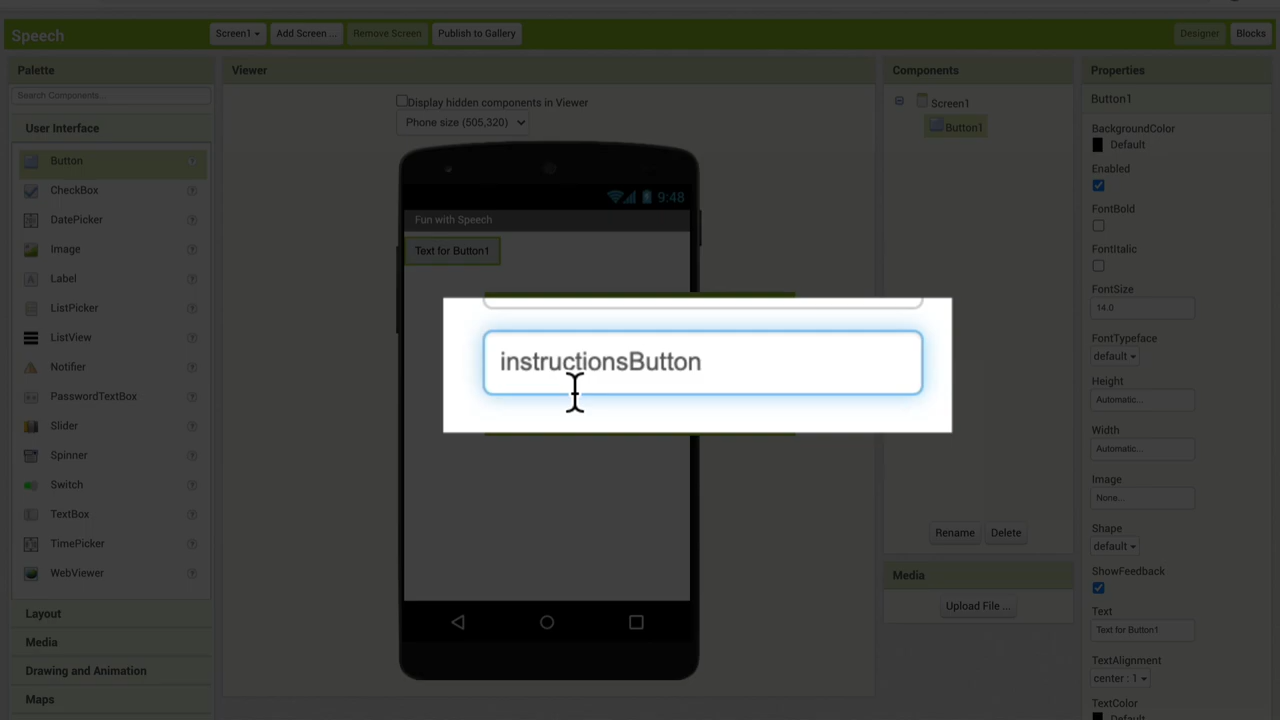 Speech
Screen1
Add Screen ...
Remove Screen
Publish to Gallery
Designer
Blocks
Palette
Search Components...
User Interface
Button
?
CheckBox
?
DatePicker
?
Image
?
Label
?
ListPicker
?
ListView
?
Notifier
?
PasswordTextBox
?
Slider
?
Spinner
?
Switch
?
TextBox
?
TimePicker
?
WebViewer
?
Layout
Media
Drawing and Animation
Maps
Viewer
Display hidden components in Viewer
Phone size (505,320)
9:48
Fun with Speech
Text for Button1
instructionsButton
Components
Screen1
Button1
Rename
Delete
Media
Upload File ...
Properties
Button1
BackgroundColor
Default
Enabled
FontBold
FontItalic
FontSize
14.0
FontTypeface
default
Height
Automatic...
Width
Automatic...
Image
None...
Shape
default
ShowFeedback
Text
Text for Button1
TextAlignment
center : 1
TextColor
Default